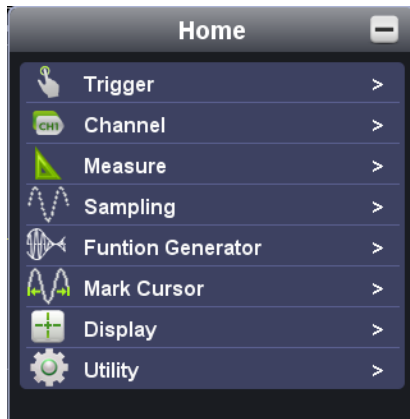 Home
Trigger >
CH1 Channel >
Measure >
Sampling >
Funtion Generator >
Mark Cursor >
Display >
Utility >